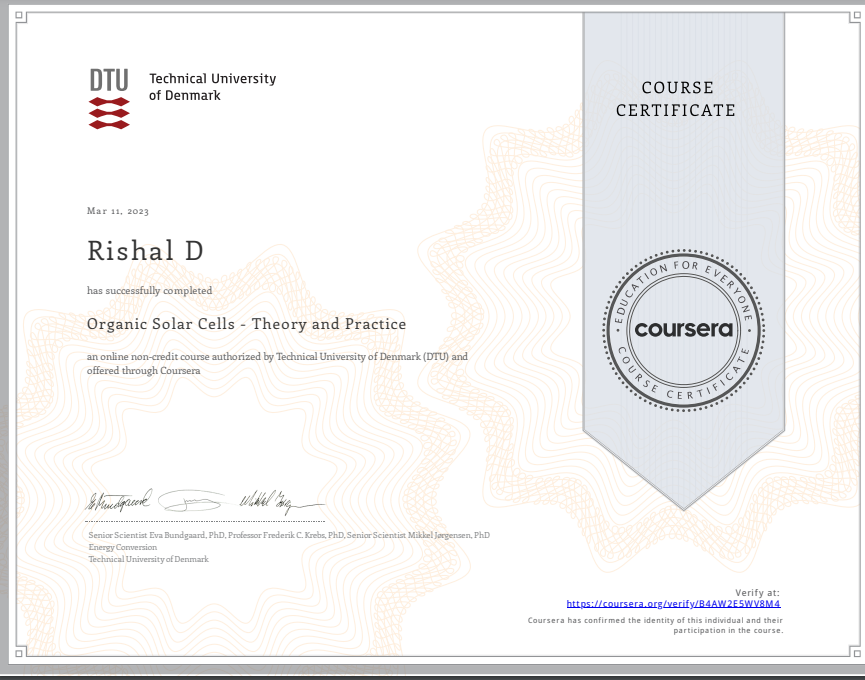 DTU
Technical University
of Denmark
COURSE
CERTIFICATE
Mar 11, 2023
Rishal D
has successfully completed
Organic Solar Cells - Theory and Practice
an online non-credit course authorized by Technical University of Denmark (DTU) and
offered through Coursera
EDUCATION FOR EVERYONE
coursera
COURSE CERTIFICATE
Senior Scientist Eva Bundgaard, PhD, Professor Frederik C. Krebs, PhD, Senior Scientist Mikkel Jørgensen, PhD
Energy Conversion
Technical University of Denmark
Verify at:
https://coursera.org/verify/B4AW2E5WV8M4
Coursera has confirmed the identity of this individual and their
participation in the course.